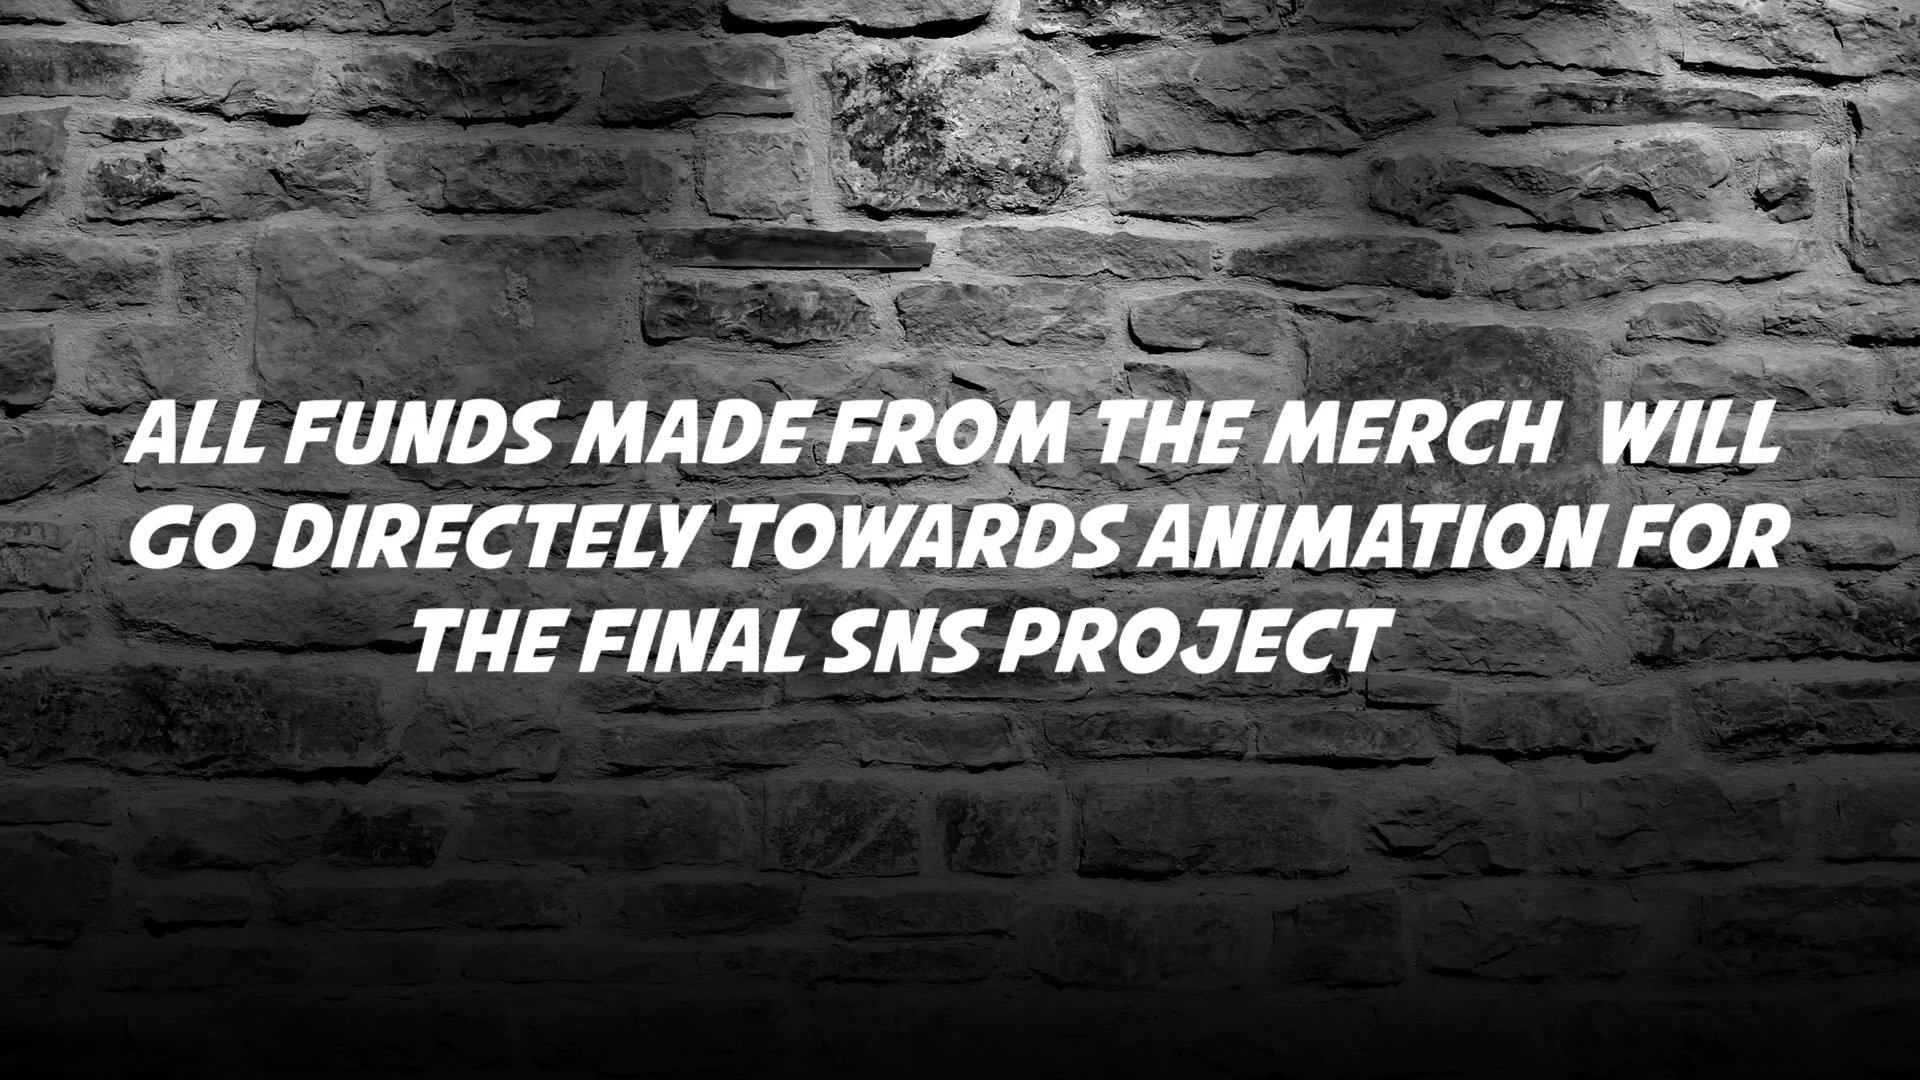 ALL FUNDS MADE FROM THE MERCH WILL
GO DIRECTELY TOWARDS ANIMATION FOR
THE FINAL SNS PROJECT